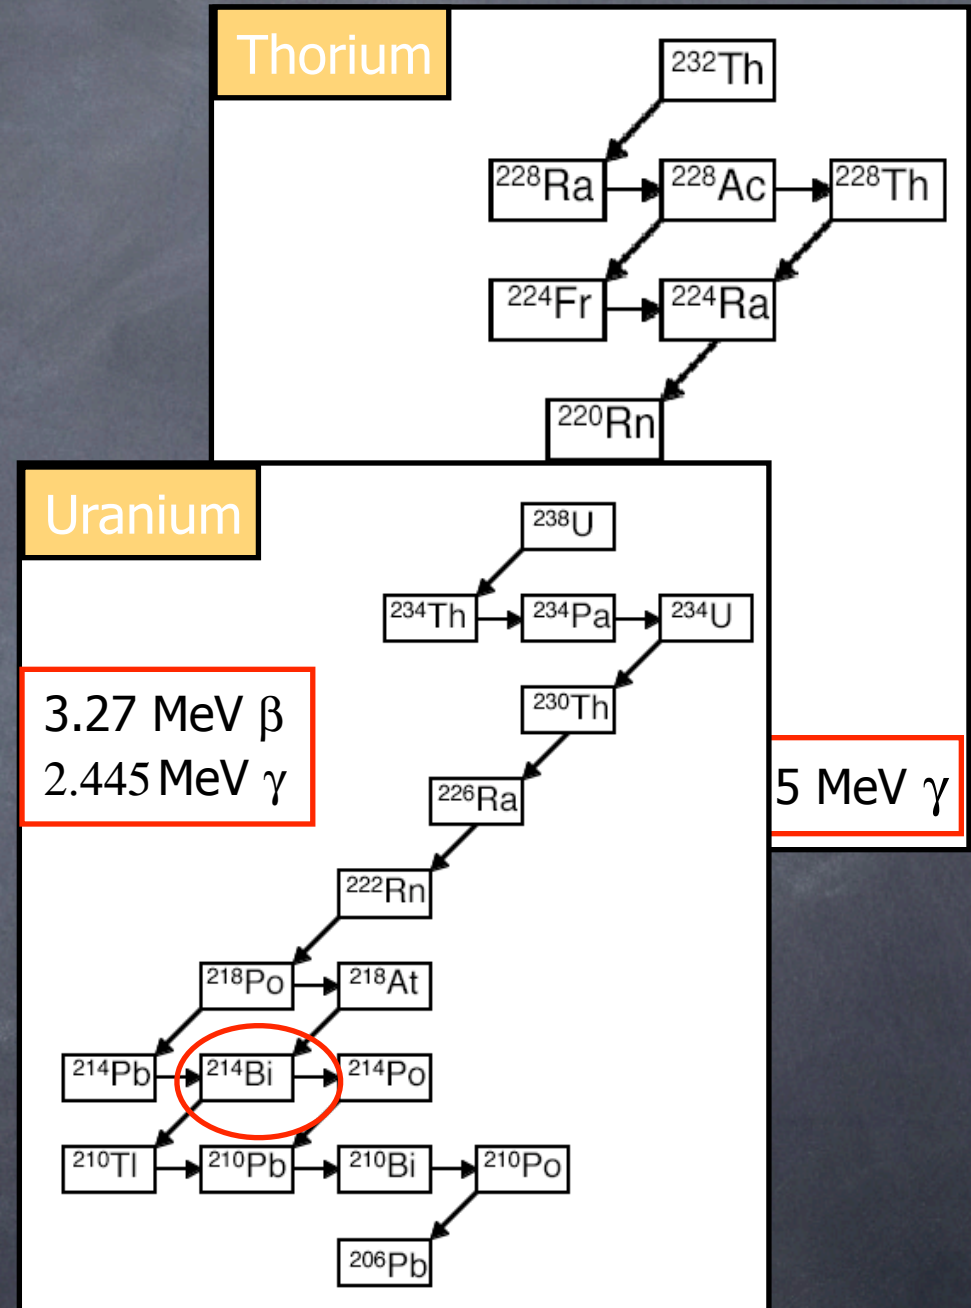 Thorium
²³²Th
²²⁸Ra ²²⁸Ac ²²⁸Th
²²⁴Fr ²²⁴Ra
²²⁰Rn
5 MeV γ
Uranium
²³⁸U
²³⁴Th ²³⁴Pa ²³⁴U
3.27 MeV β
2.445 MeV γ
²³⁰Th
²²⁶Ra
²²²Rn
²¹⁸Po ²¹⁸At
²¹⁴Pb ²¹⁴Bi ²¹⁴Po
²¹⁰Tl ²¹⁰Pb ²¹⁰Bi ²¹⁰Po
²⁰⁶Pb